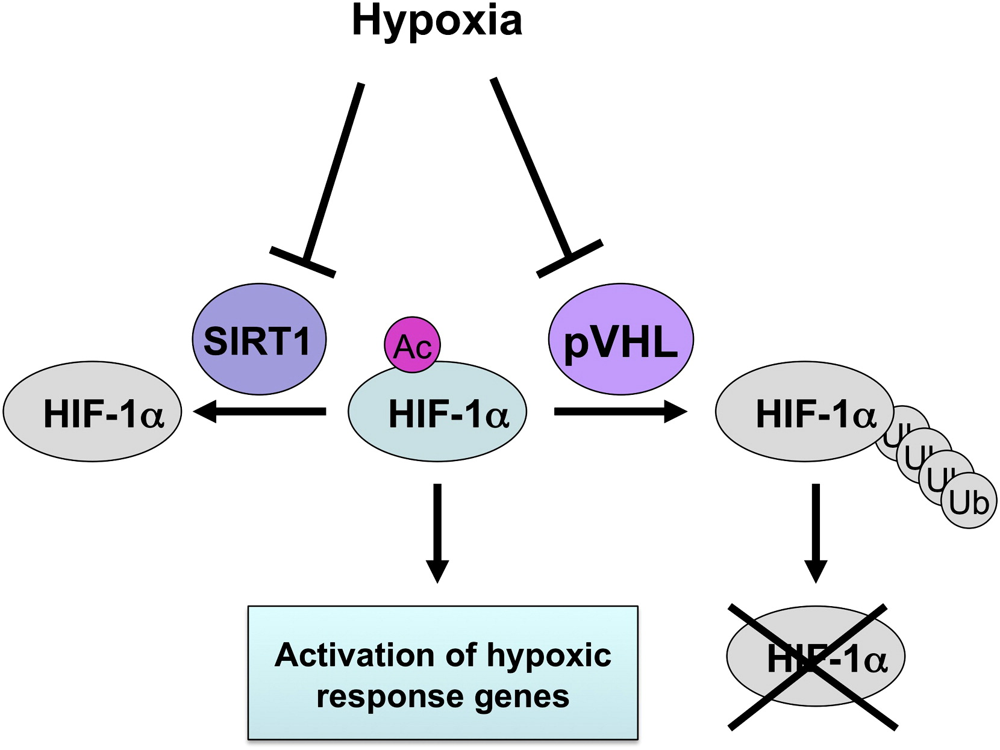 Hypoxia
SIRT1
Ac
pVHL
HIF-1α
HIF-1α
HIF-1α
Ub
Activation of hypoxic
response genes
HIF-1α